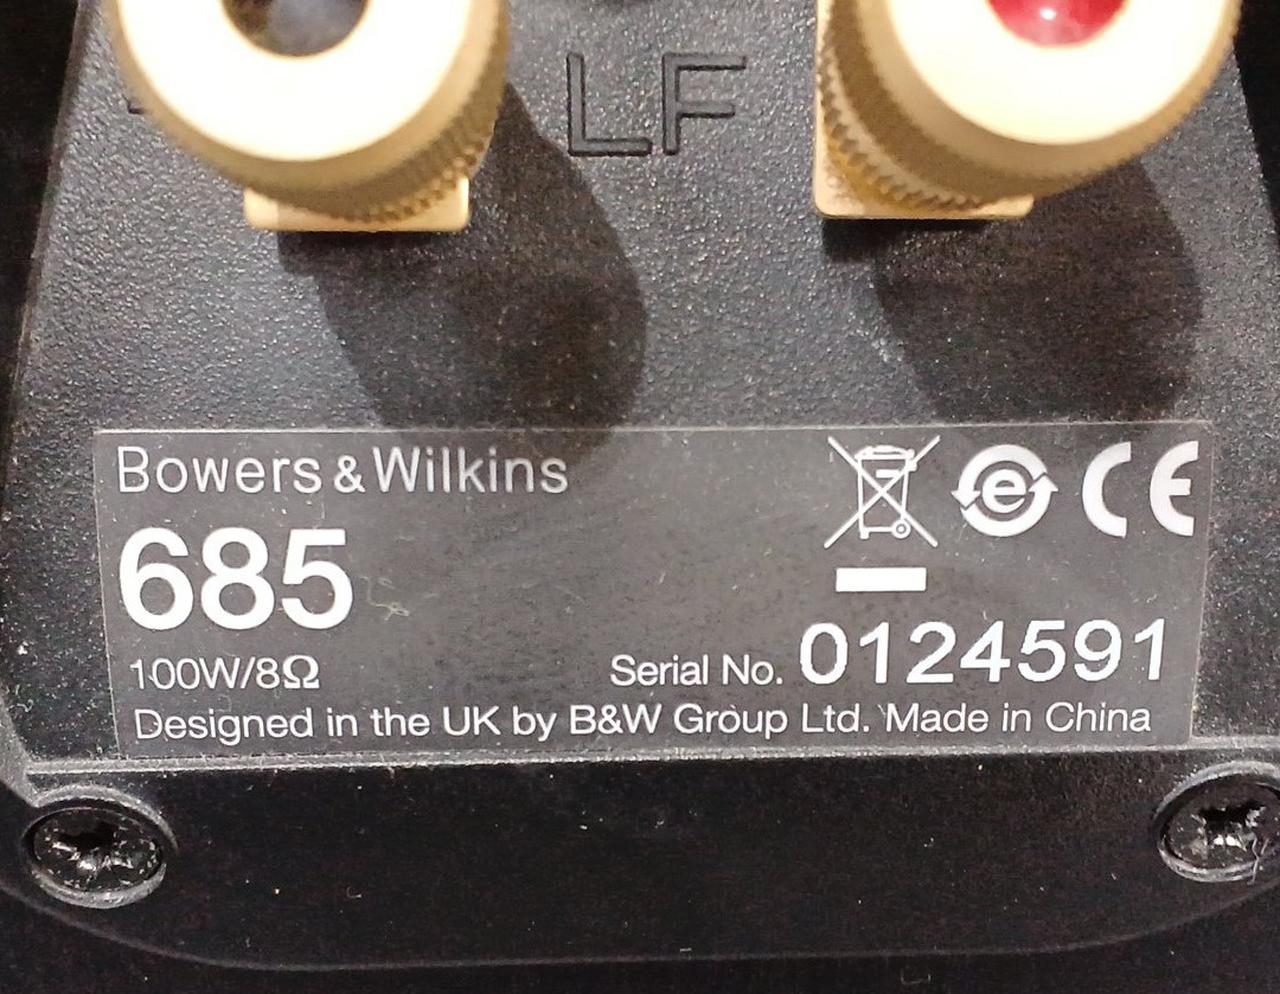 LF
Bowers & Wilkins
e CE
685
100W/8Ω
Serial No. 0124591
Designed in the UK by B&W Group Ltd. Made in China